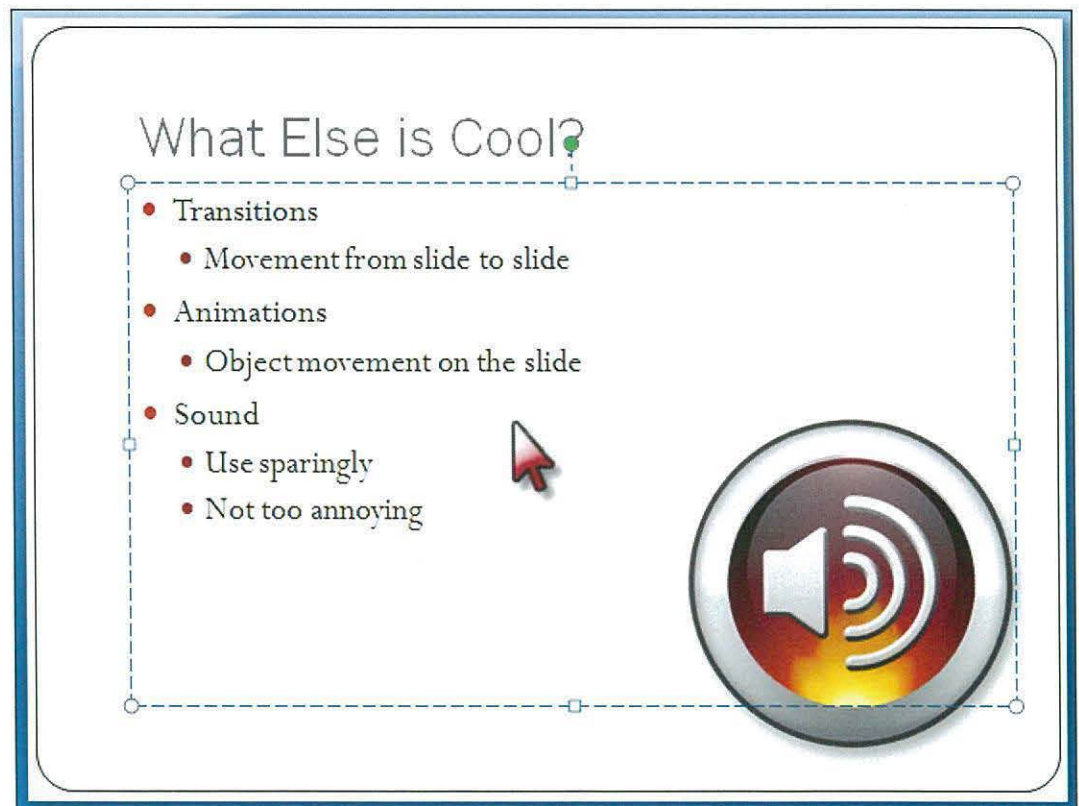 What Else is Cool?
Transitions
Movement from slide to slide
Animations
Object movement on the slide
Sound
Use sparingly
Not too annoying